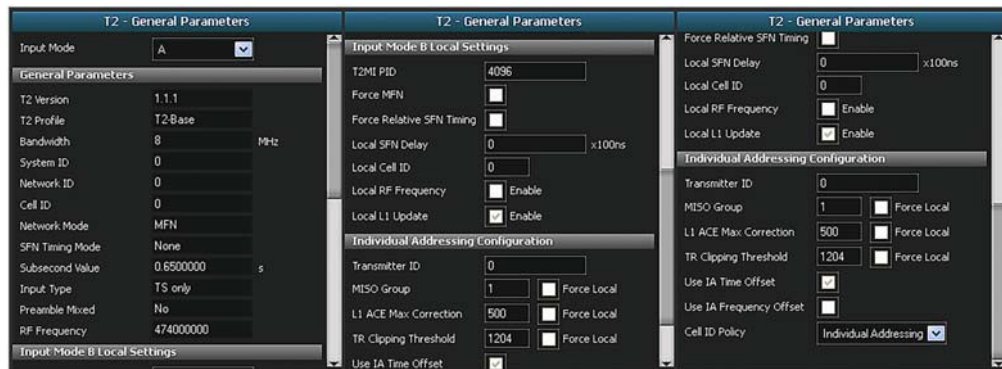 T2 - General Parameters
Input Mode A
General Parameters
T2 Version 1.1.1
T2 Profile T2-Base
Bandwidth 8 MHz
System ID 0
Network ID 0
Cell ID 0
Network Mode MFN
SFN Timing Mode None
Subsecond Value 0.6500000 s
Input Type TS only
Preamble Mixed No
RF Frequency 474000000
Input Mode B Local Settings
T2 - General Parameters
Input Mode B Local Settings
T2MI PID 4096
Force MFN
Force Relative SFN Timing
Local SFN Delay 0 x100ns
Local Cell ID 0
Local RF Frequency Enable
Local L1 Update Enable
Individual Addressing Configuration
Transmitter ID 0
MISO Group 1 Force Local
L1 ACE Max Correction 500 Force Local
TR Clipping Threshold 1204 Force Local
Use IA Time Offset
T2 - General Parameters
Force Relative SFN Timing
Local SFN Delay 0 x100ns
Local Cell ID 0
Local RF Frequency Enable
Local L1 Update Enable
Individual Addressing Configuration
Transmitter ID 0
MISO Group 1 Force Local
L1 ACE Max Correction 500 Force Local
TR Clipping Threshold 1204 Force Local
Use IA Time Offset
Use IA Frequency Offset
Cell ID Policy Individual Addressing